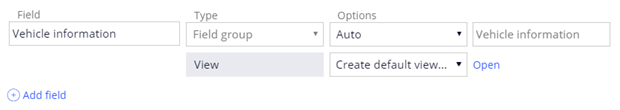 Field Type Options
Vehicle information Field group Auto Vehicle information
View Create default view... Open
Add field